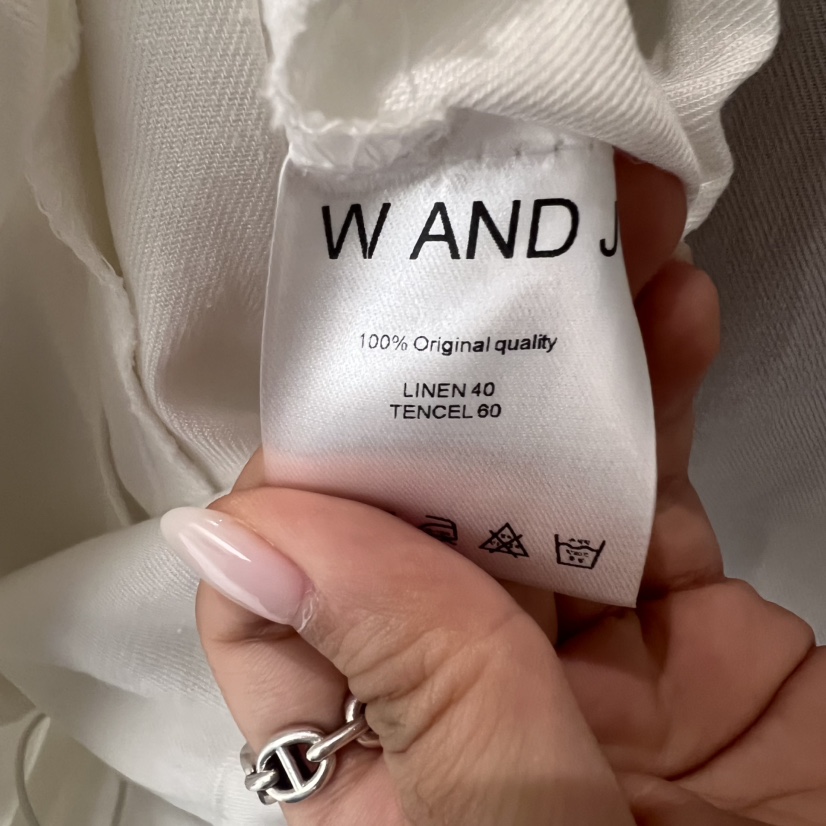 W AND J
100% Original quality
LINEN 40
TENCEL 60